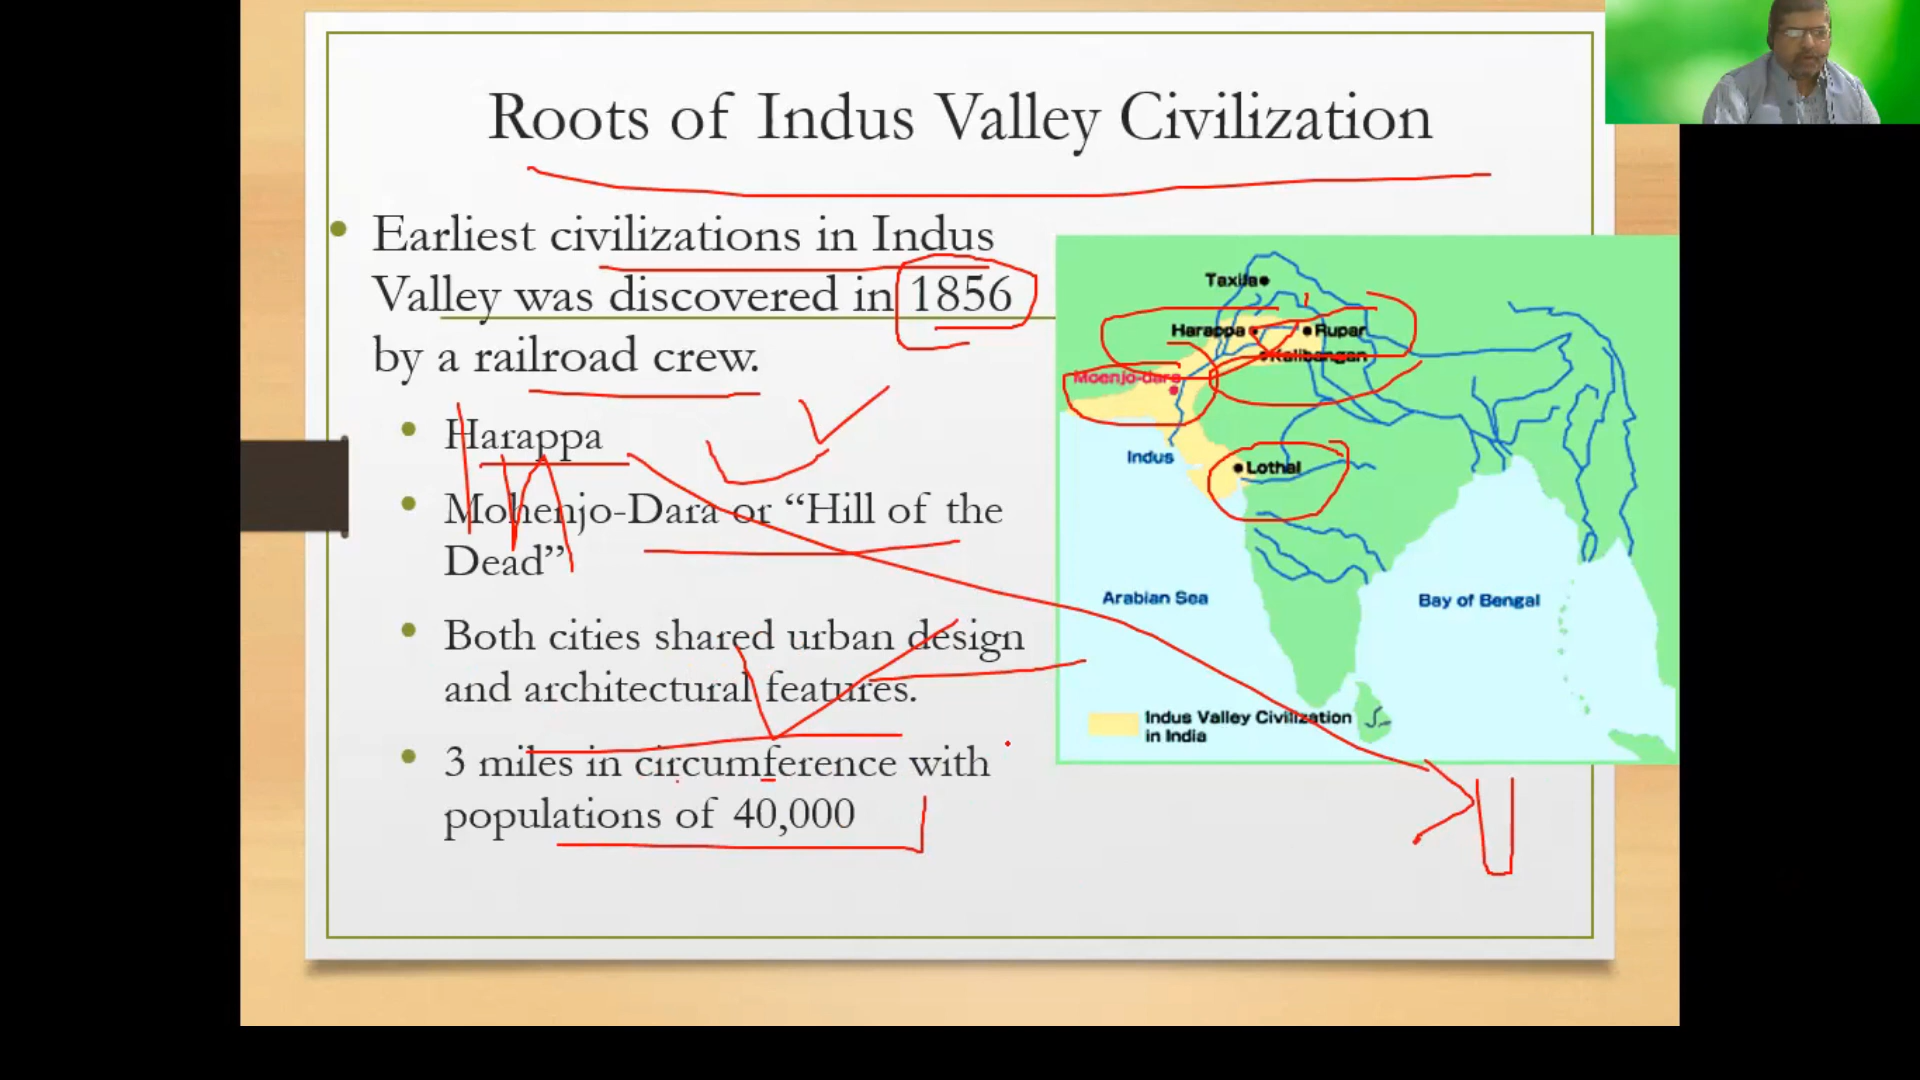 Roots of Indus Valley Civilization
Earliest civilizations in Indus
Valley was discovered in 1856
by a railroad crew.
Harappa
Mohenjo-Dara or “Hill of the
Dead”
Both cities shared urban design
and architectural features.
3 miles in circumference with
populations of 40,000
Taxila
Harappa
Rupar
Kalibangan
Moenjo-dara
Indus
Lothal
Arabian Sea
Bay of Bengal
Indus Valley Civilization
in India